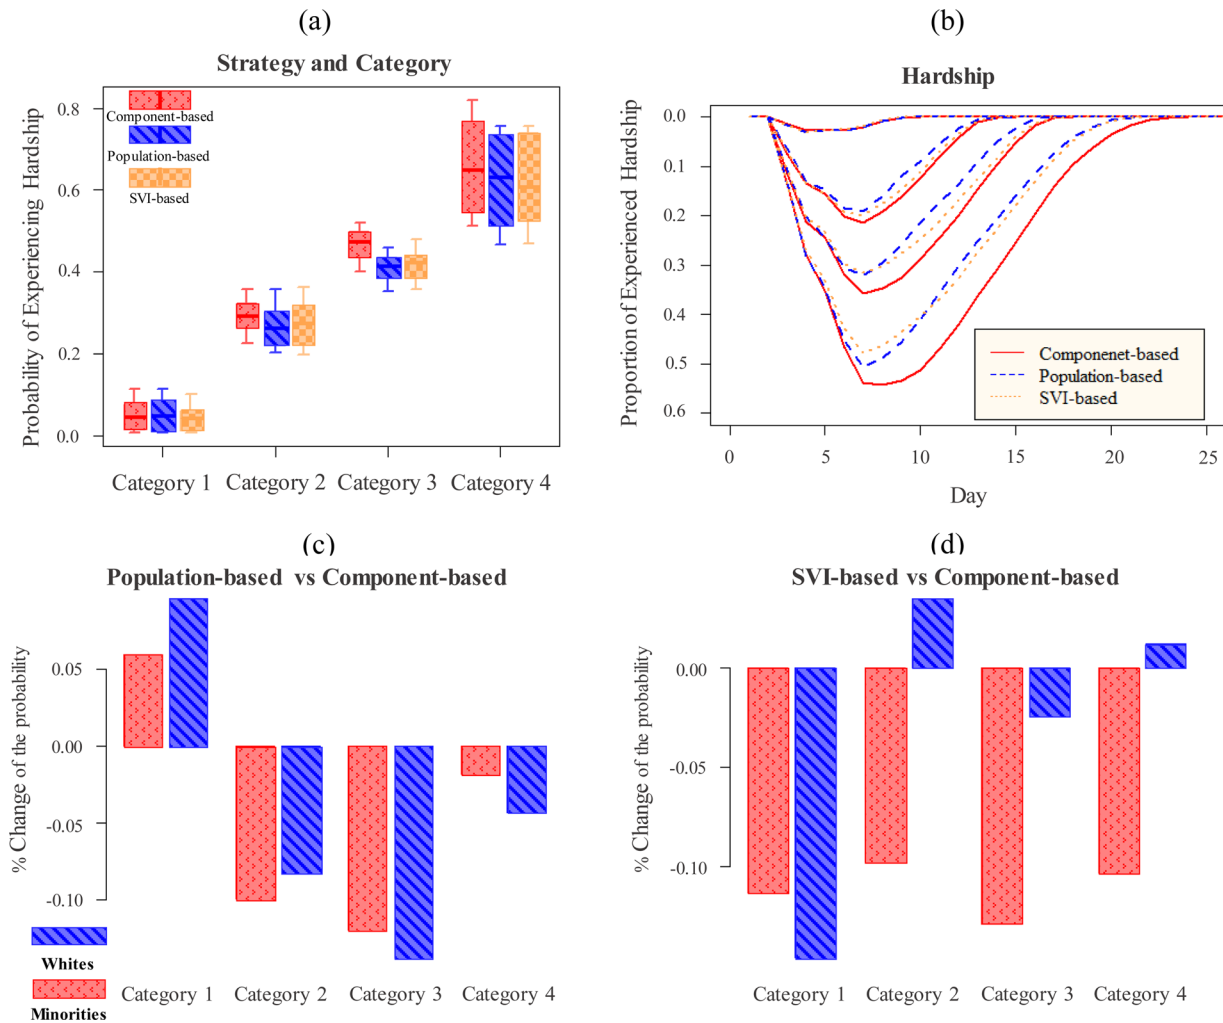 (a)
Strategy and Category
Probability of Experiencing Hardship
0.8
0.6
0.4
0.2
0.0
Component-based
Population-based
SVI-based
Category 1
Category 2
Category 3
Category 4
(b)
Hardship
Proportion of Experienced Hardship
0.0
0.1
0.2
0.3
0.4
0.5
0.6
Componenet-based
Population-based
SVI-based
0
5
10
15
20
25
Day
(c)
Population-based vs Component-based
% Change of the probability
0.05
0.00
-0.05
-0.10
Whites
Minorities
Category 1
Category 2
Category 3
Category 4
(d)
SVI-based vs Component-based
% Change of the probability
0.00
-0.05
-0.10
Category 1
Category 2
Category 3
Category 4